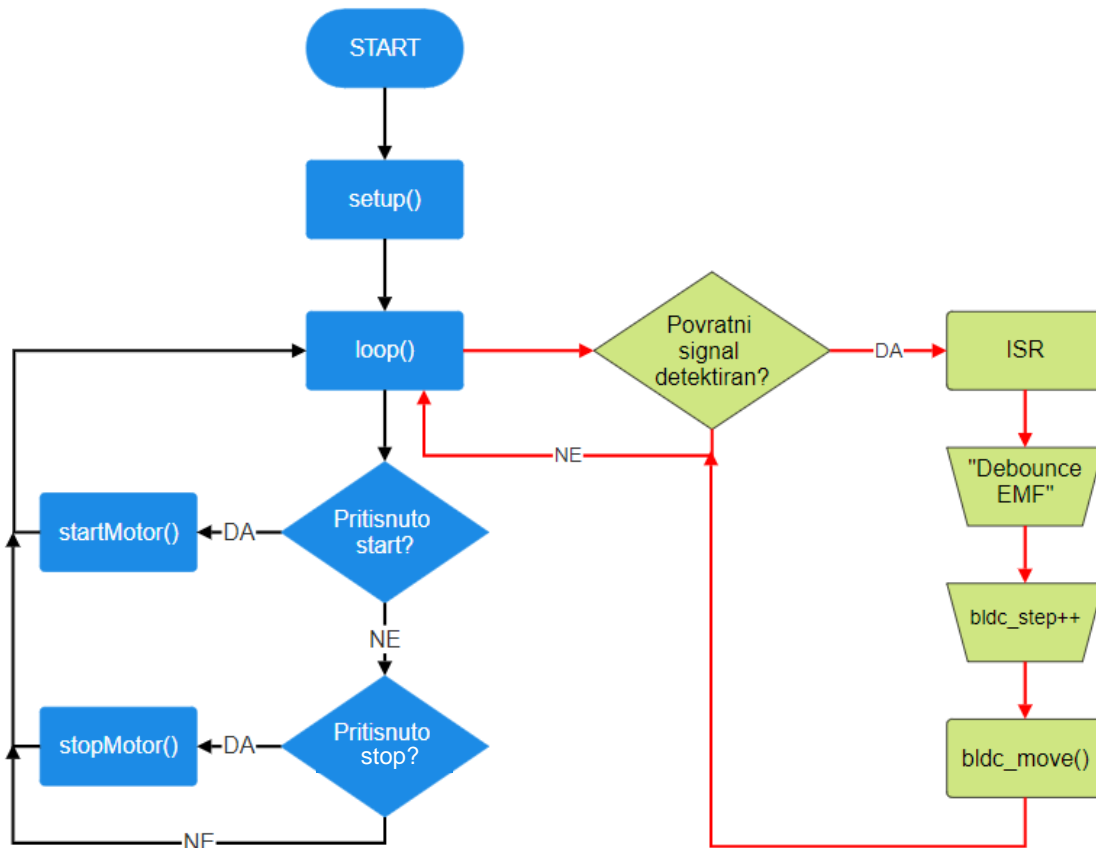 START
setup()
loop()
Povratni
signal
detektiran?
DA
ISR
NE
"Debounce
EMF"
startMotor()
DA
Pritisnuto
start?
bldc_step++
NE
stopMotor()
DA
Pritisnuto
stop?
bldc_move()
NE